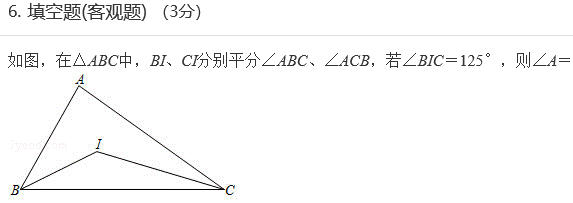 6. 填空题(客观题) （3分）
如图，在△ABC中，BI、CI分别平分∠ABC、∠ACB，若∠BIC＝125°，则∠A＝
A
I
B
C